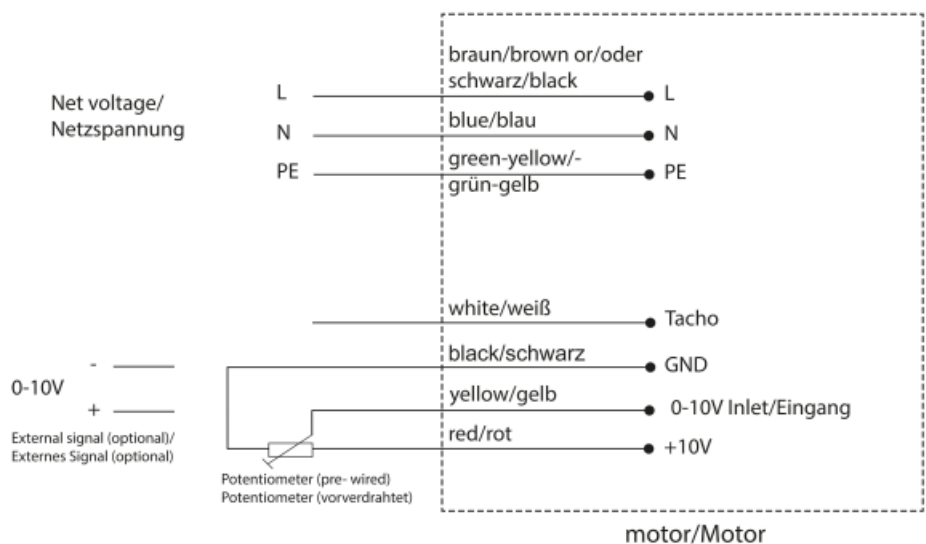 braun/brown or/oder
schwarz/black
Net voltage/
Netzspannung
L
L
blue/blau
N
N
green-yellow/-
grün-gelb
PE
PE
white/weiß
Tacho
black/schwarz
GND
0-10V
-
+
External signal (optional)/
Externes Signal (optional)
yellow/gelb
0-10V Inlet/Eingang
red/rot
+10V
Potentiometer (pre- wired)
Potentiometer (vorverdrahtet)
motor/Motor